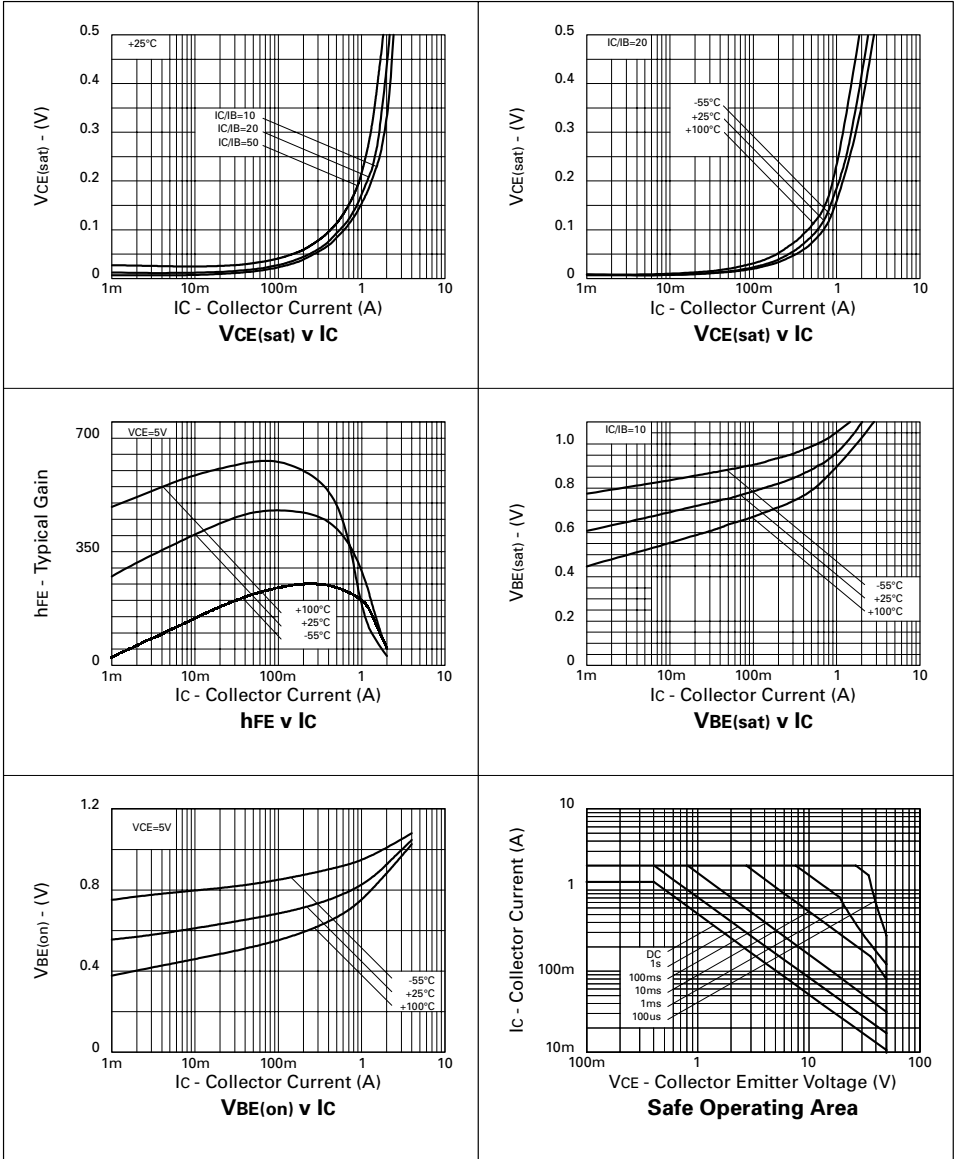 0.5
0.4
0.3
0.2
0.1
0
VCE(sat) - (V)
+25°C
IC/IB=10
IC/IB=20
IC/IB=50
1m
10m
100m
1
10
IC - Collector Current (A)
VCE(sat) v IC
0.5
0.4
0.3
0.2
0.1
0
VCE(sat) - (V)
IC/IB=20
-55°C
+25°C
+100°C
1m
10m
100m
1
10
IC - Collector Current (A)
VCE(sat) v IC
700
350
0
hFE - Typical Gain
VCE=5V
+100°C
+25°C
-55°C
1m
10m
100m
1
10
IC - Collector Current (A)
hFE v IC
1.0
0.8
0.6
0.4
0.2
0
VBE(sat) - (V)
IC/IB=10
-55°C
+25°C
+100°C
1m
10m
100m
1
10
IC - Collector Current (A)
VBE(sat) v IC
1.2
0.8
0.4
0
VBE(on) - (V)
VCE=5V
-55°C
+25°C
+100°C
1m
10m
100m
1
10
IC - Collector Current (A)
VBE(on) v IC
10
1
100m
10m
IC - Collector Current (A)
DC
1s
100ms
10ms
1ms
100us
100m
1
10
100
VCE - Collector Emitter Voltage (V)
Safe Operating Area